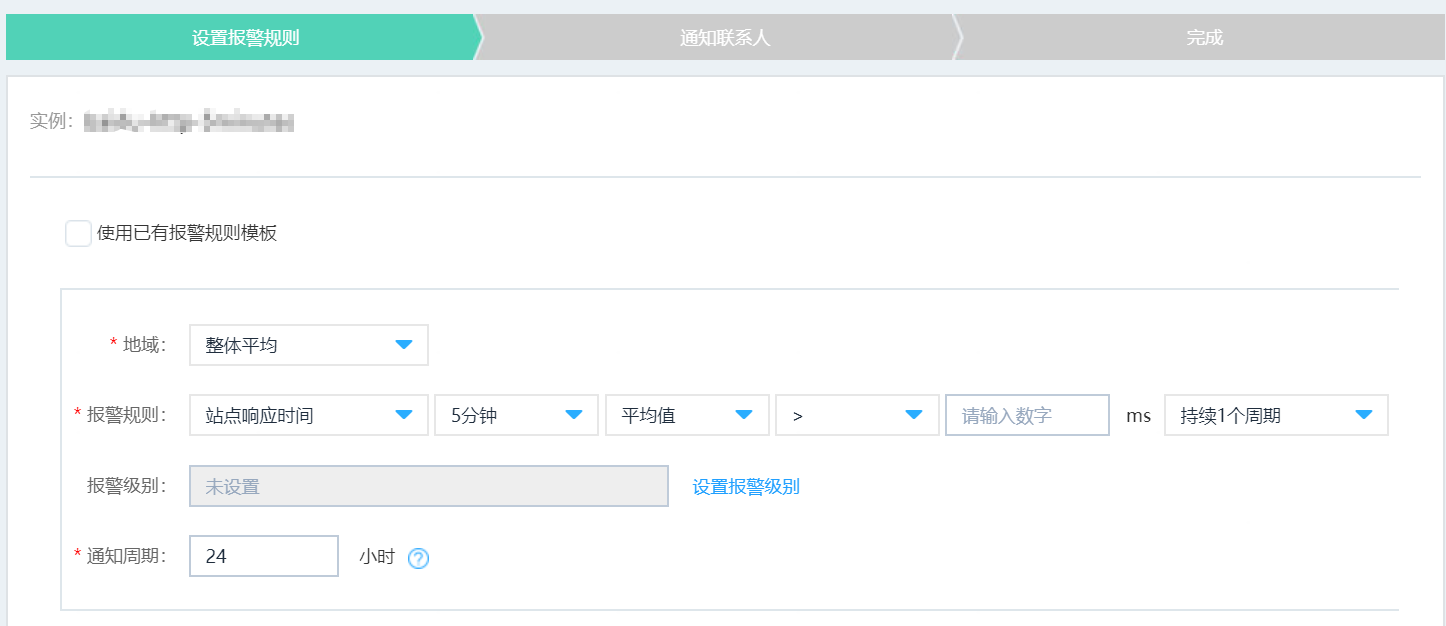 设置报警规则 通知联系人 完成
实例：
使用已有报警规则模板
* 地域： 整体平均
* 报警规则： 站点响应时间 5分钟 平均值 > 请输入数字 ms 持续1个周期
报警级别： 未设置 设置报警级别
* 通知周期： 24 小时 ?